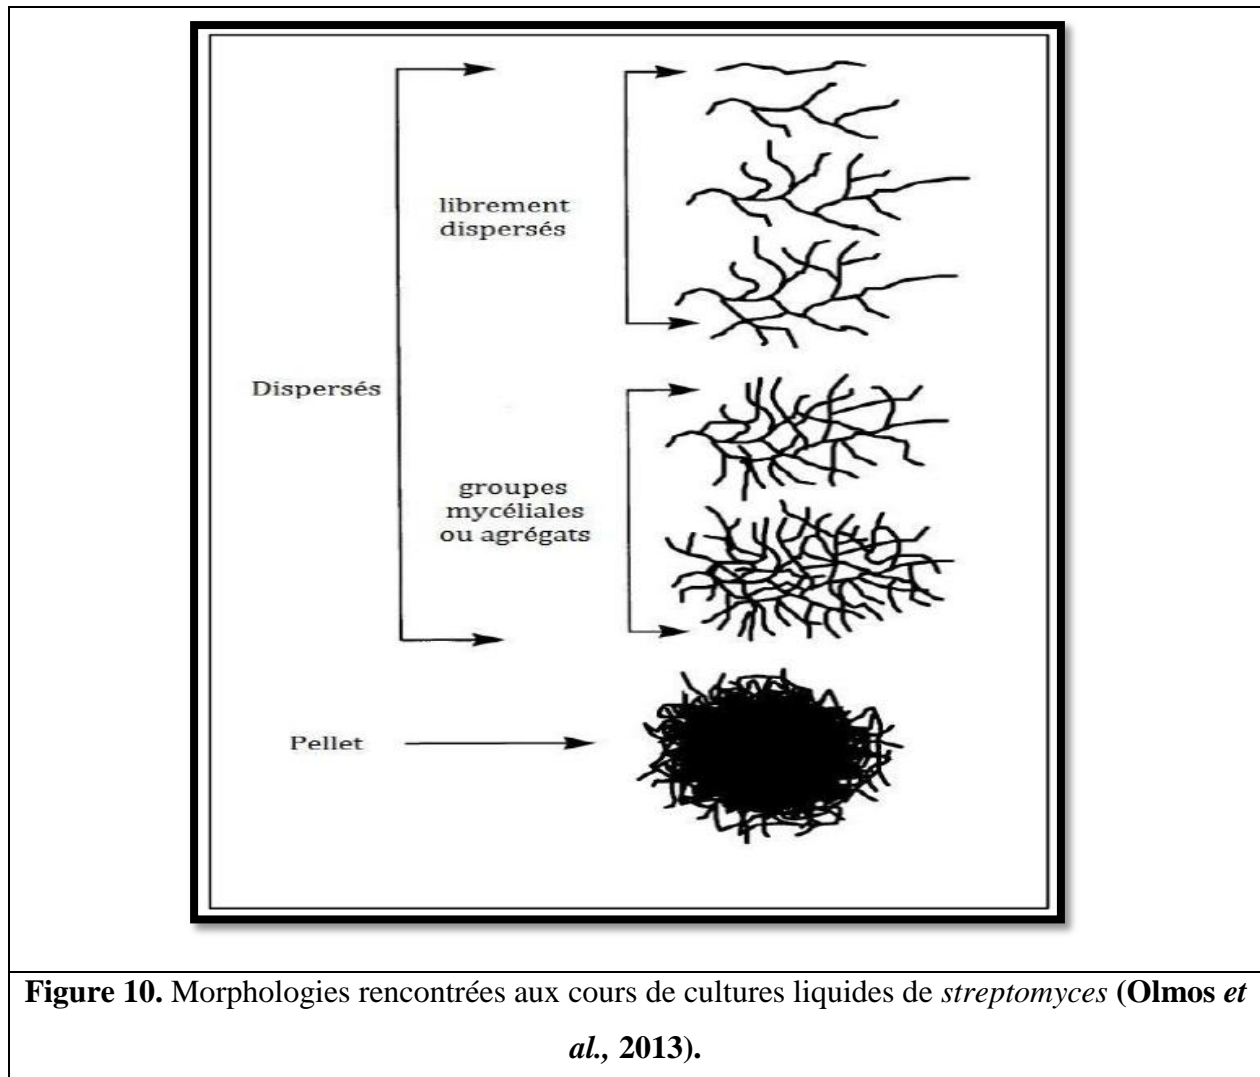 librement
dispersés
Dispersés
groupes
mycéliales
ou agrégats
Pellet
Figure 10. Morphologies rencontrées aux cours de cultures liquides de streptomyces (Olmos et
al., 2013).